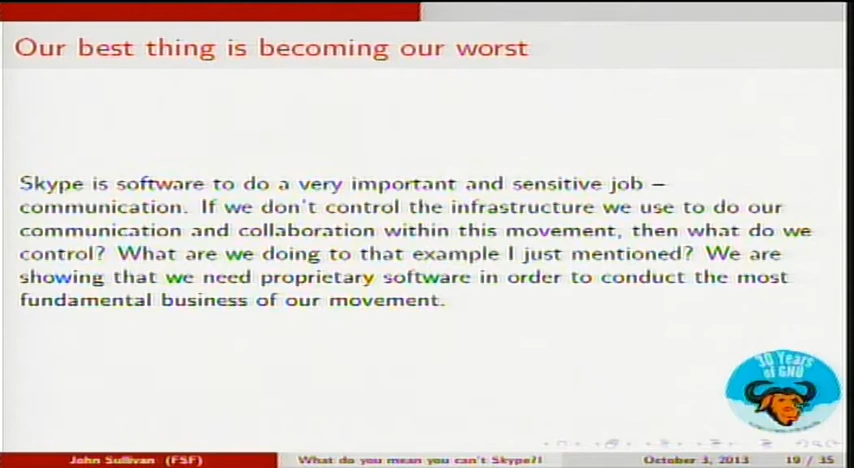 Our best thing is becoming our worst
Skype is software to do a very important and sensitive job –
communication. If we don't control the infrastructure we use to do our
communication and collaboration within this movement, then what do we
control? What are we doing to that example I just mentioned? We are
showing that we need proprietary software in order to conduct the most
fundamental business of our movement.
30 Years
of GNU
John Sullivan (FSF)
What do you mean you can't Skype?!
October 3, 2013
19 / 35